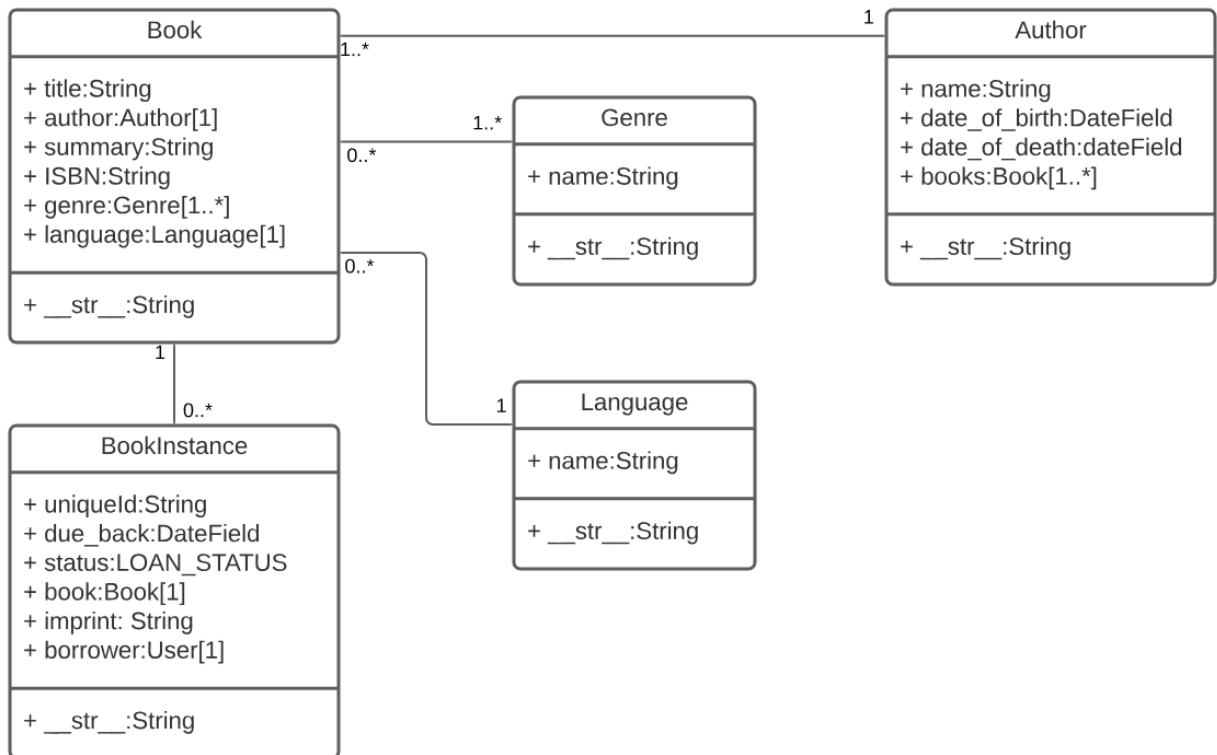 Book
+ title:String
+ author:Author[1]
+ summary:String
+ ISBN:String
+ genre:Genre[1..*]
+ language:Language[1]
+ __str__:String
1..*
1
0..*
1..*
0..*
1
1
0..*
Genre
+ name:String
+ __str__:String
Author
+ name:String
+ date_of_birth:DateField
+ date_of_death:dateField
+ books:Book[1..*]
+ __str__:String
Language
+ name:String
+ __str__:String
BookInstance
+ uniqueId:String
+ due_back:DateField
+ status:LOAN_STATUS
+ book:Book[1]
+ imprint: String
+ borrower:User[1]
+ __str__:String